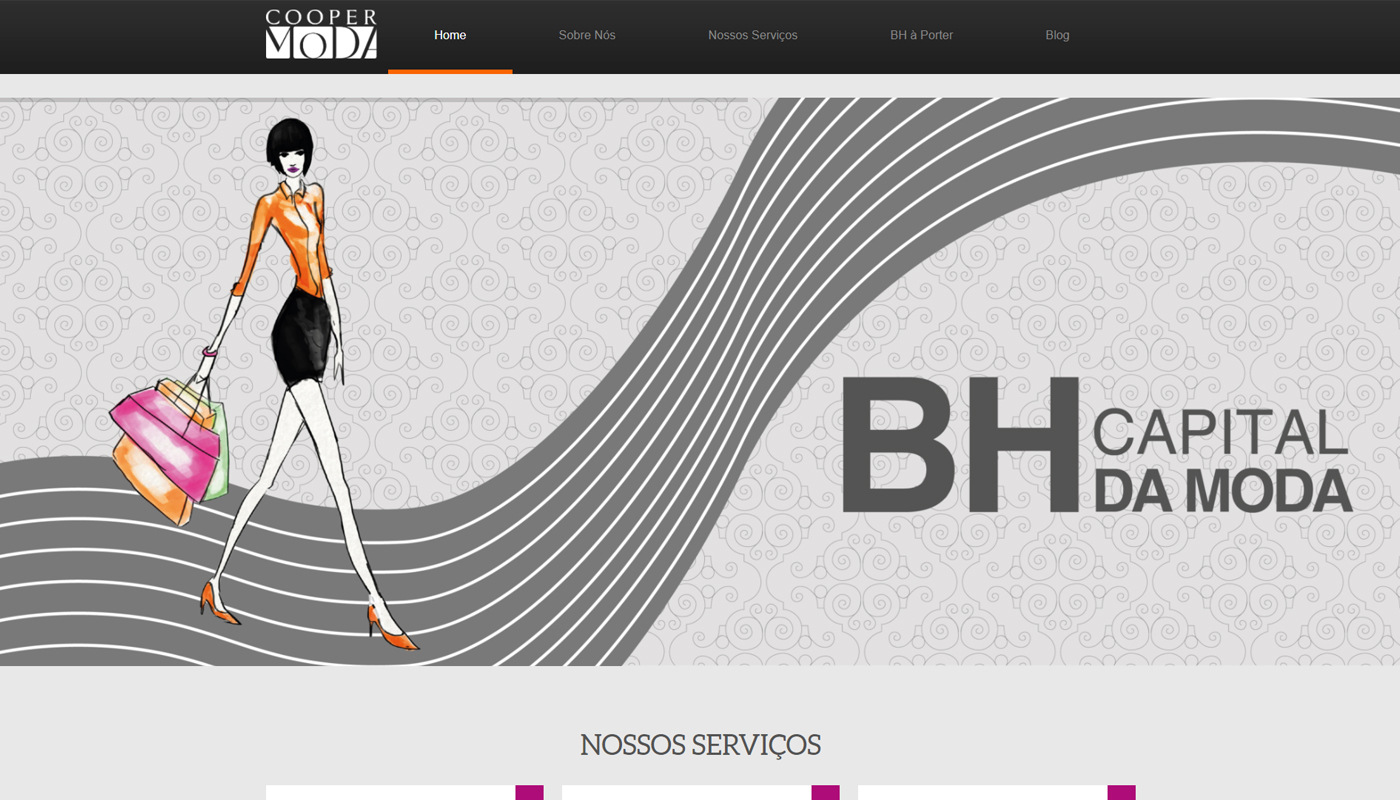 COOPER
MODA
Home
Sobre Nós
Nossos Serviços
BH à Porter
Blog
BH CAPITAL
DA MODA
NOSSOS SERVIÇOS